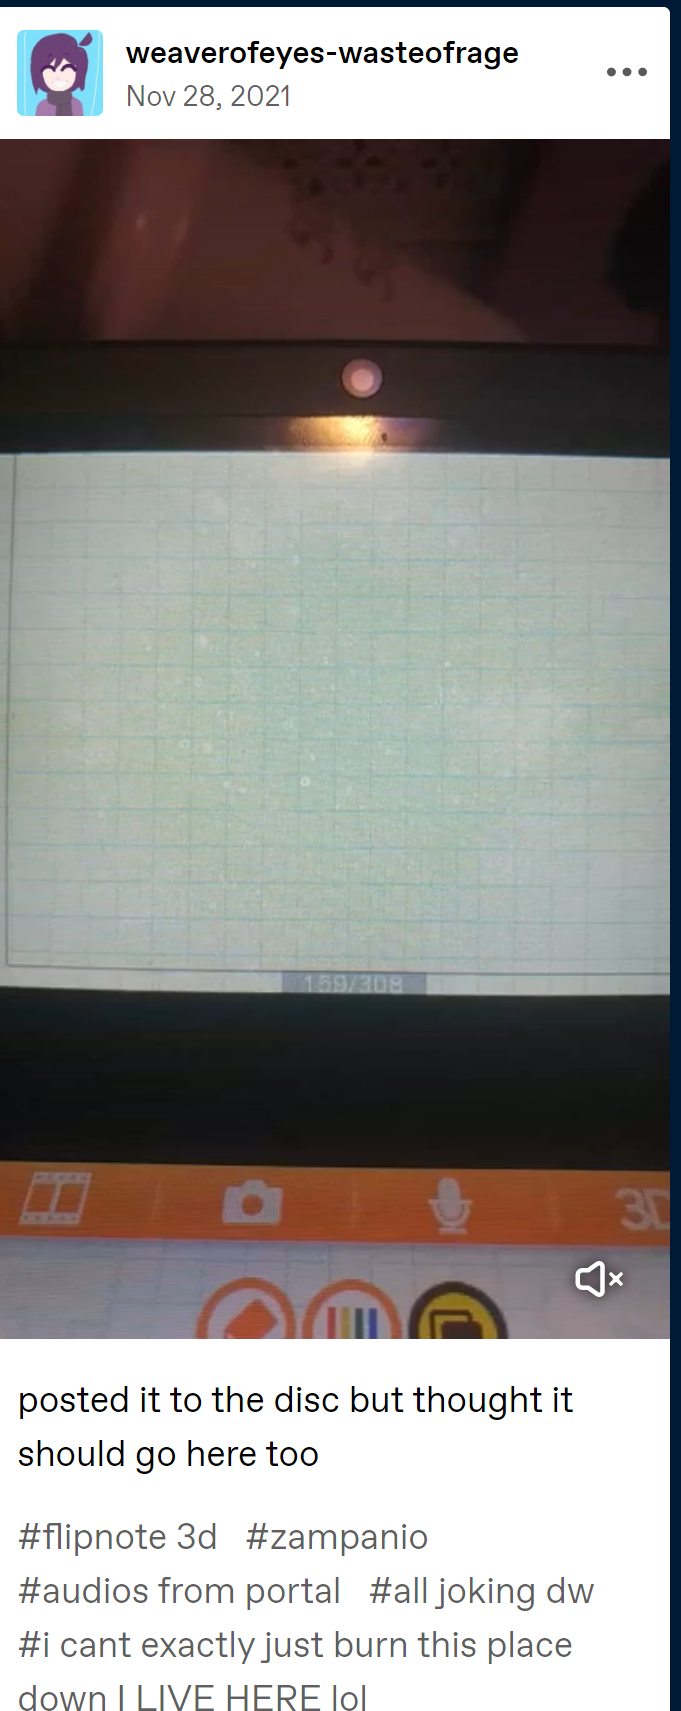 weaverofeyes-wasteofrage
Nov 28, 2021
159/308
3D
posted it to the disc but thought it
should go here too
#flipnote 3d #zampanio
#audios from portal #all joking dw
#i cant exactly just burn this place
down I LIVE HERE lol